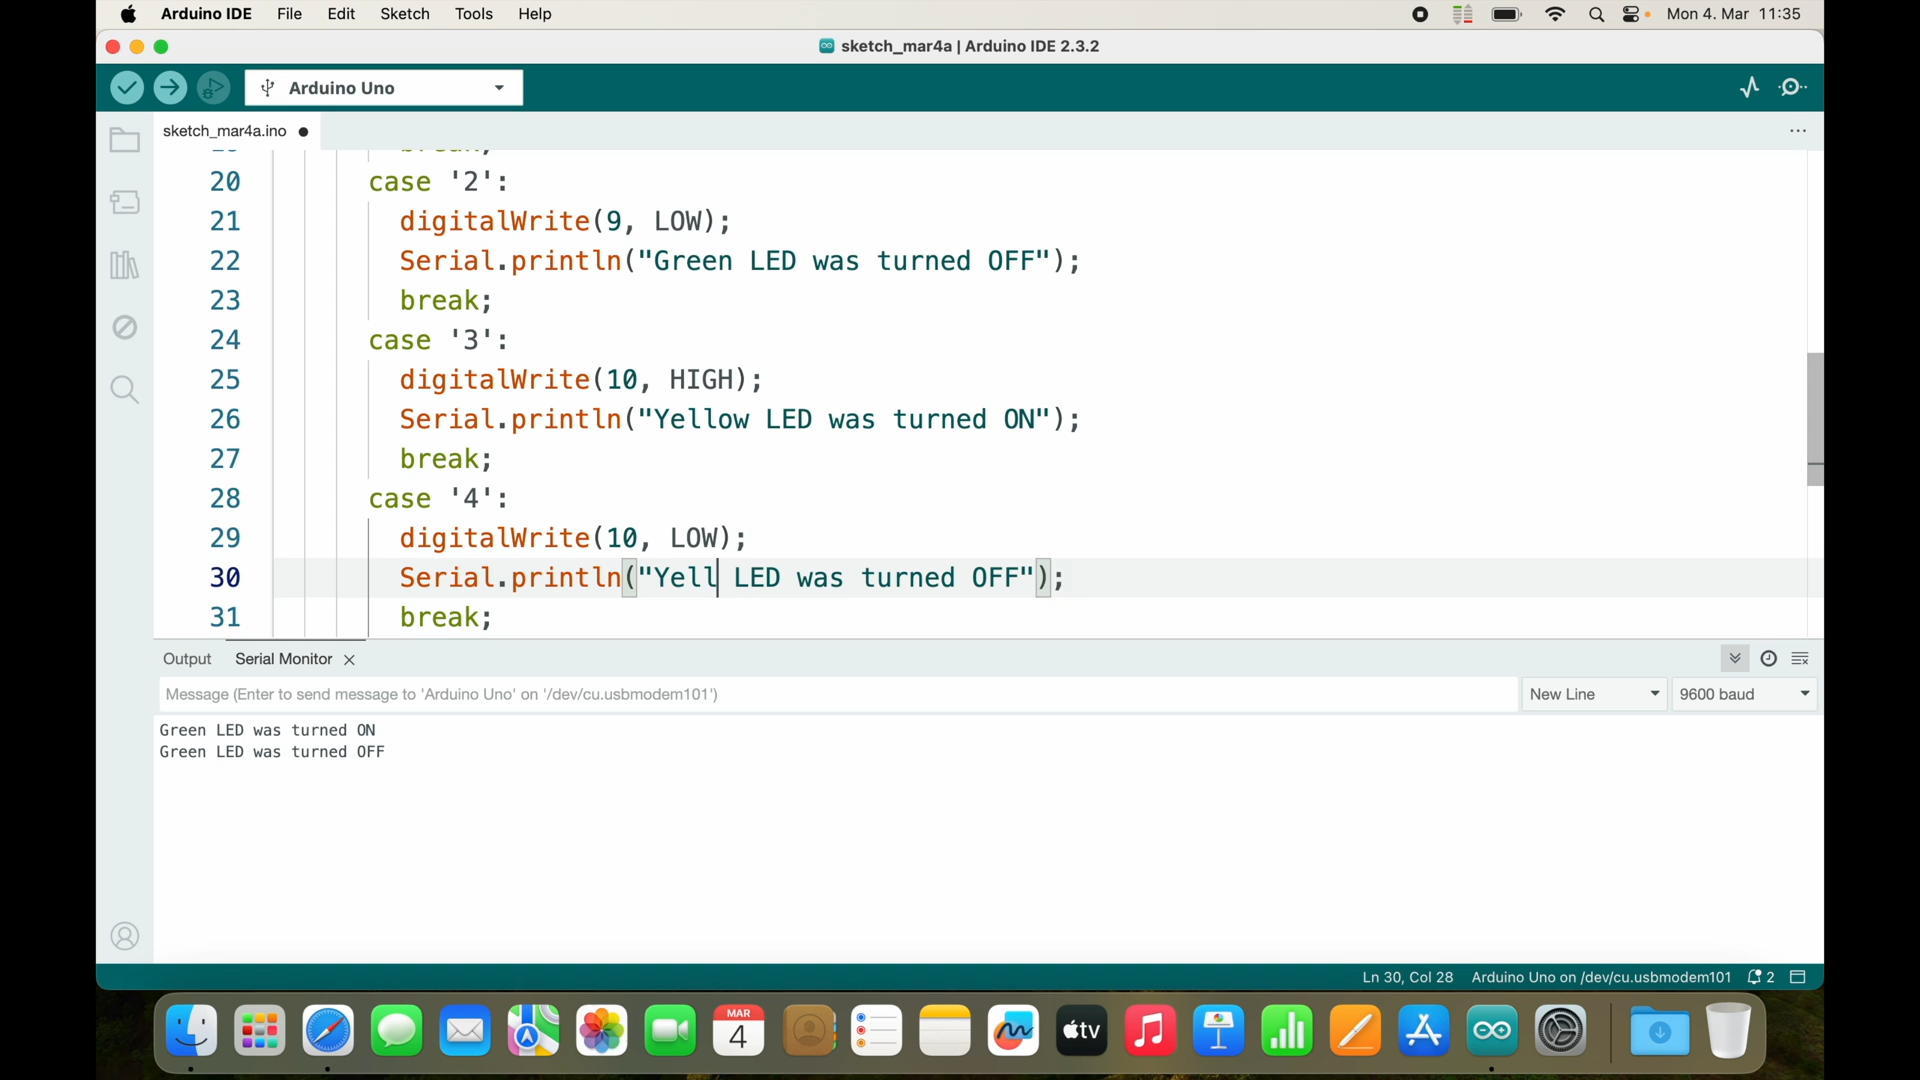 Arduino IDE File Edit Sketch Tools Help Mon 4. Mar 11:35
sketch_mar4a | Arduino IDE 2.3.2
Arduino Uno
sketch_mar4a.ino
20 case '2':
21 digitalWrite(9, LOW);
22 Serial.println("Green LED was turned OFF");
23 break;
24 case '3':
25 digitalWrite(10, HIGH);
26 Serial.println("Yellow LED was turned ON");
27 break;
28 case '4':
29 digitalWrite(10, LOW);
30 Serial.println("Yell LED was turned OFF");
31 break;
Output Serial Monitor
Message (Enter to send message to 'Arduino Uno' on '/dev/cu.usbmodem101') New Line 9600 baud
Green LED was turned ON
Green LED was turned OFF
Ln 30, Col 28 Arduino Uno on /dev/cu.usbmodem101 2
MAR
4
tv